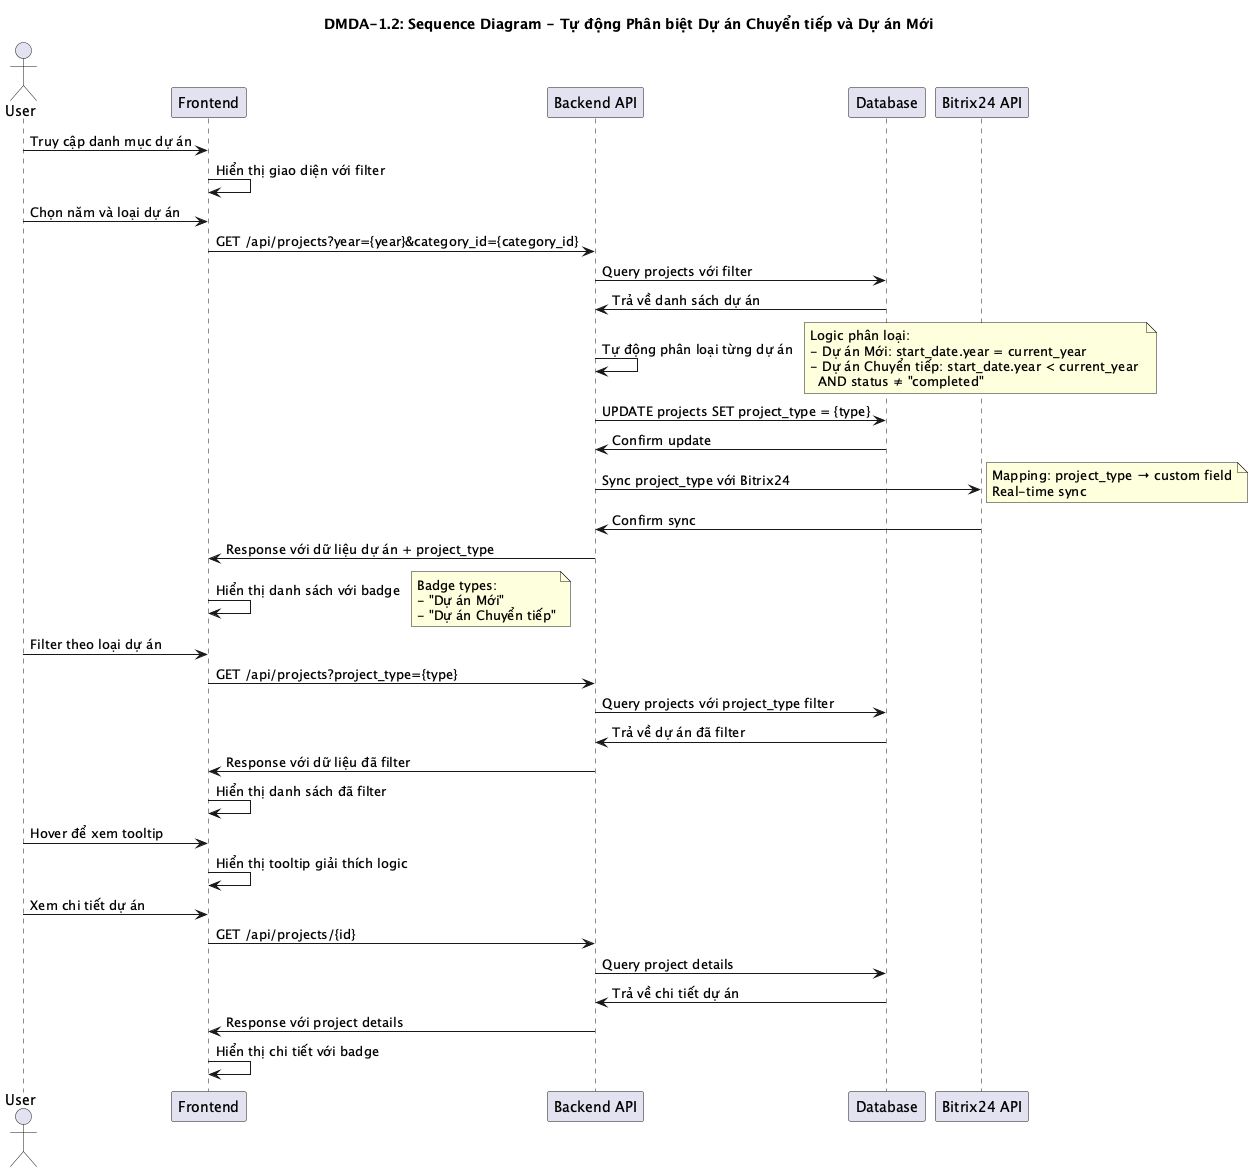 DMDA-1.2: Sequence Diagram - Tự động Phân biệt Dự án Chuyển tiếp và Dự án Mới
User
Frontend
Backend API
Database
Bitrix24 API
Truy cập danh mục dự án
Hiển thị giao diện với filter
Chọn năm và loại dự án
GET /api/projects?year={year}&category_id={category_id}
Query projects với filter
Trả về danh sách dự án
Tự động phân loại từng dự án
Logic phân loại:
- Dự án Mới: start_date.year = current_year
- Dự án Chuyển tiếp: start_date.year < current_year
AND status ≠ "completed"
UPDATE projects SET project_type = {type}
Confirm update
Sync project_type với Bitrix24
Mapping: project_type → custom field
Real-time sync
Confirm sync
Response với dữ liệu dự án + project_type
Hiển thị danh sách với badge
Badge types:
- "Dự án Mới"
- "Dự án Chuyển tiếp"
Filter theo loại dự án
GET /api/projects?project_type={type}
Query projects với project_type filter
Trả về dự án đã filter
Response với dữ liệu đã filter
Hiển thị danh sách đã filter
Hover để xem tooltip
Hiển thị tooltip giải thích logic
Xem chi tiết dự án
GET /api/projects/{id}
Query project details
Trả về chi tiết dự án
Response với project details
Hiển thị chi tiết với badge
User
Frontend
Backend API
Database
Bitrix24 API